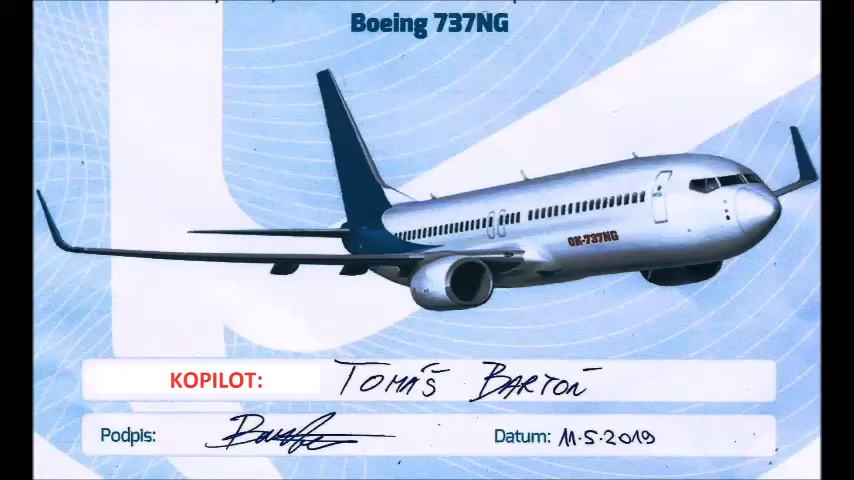 Boeing 737NG
OK-737NG
KOPILOT: TOMÁŠ BARTOŇ
Podpis:
Datum: 11.5.2019